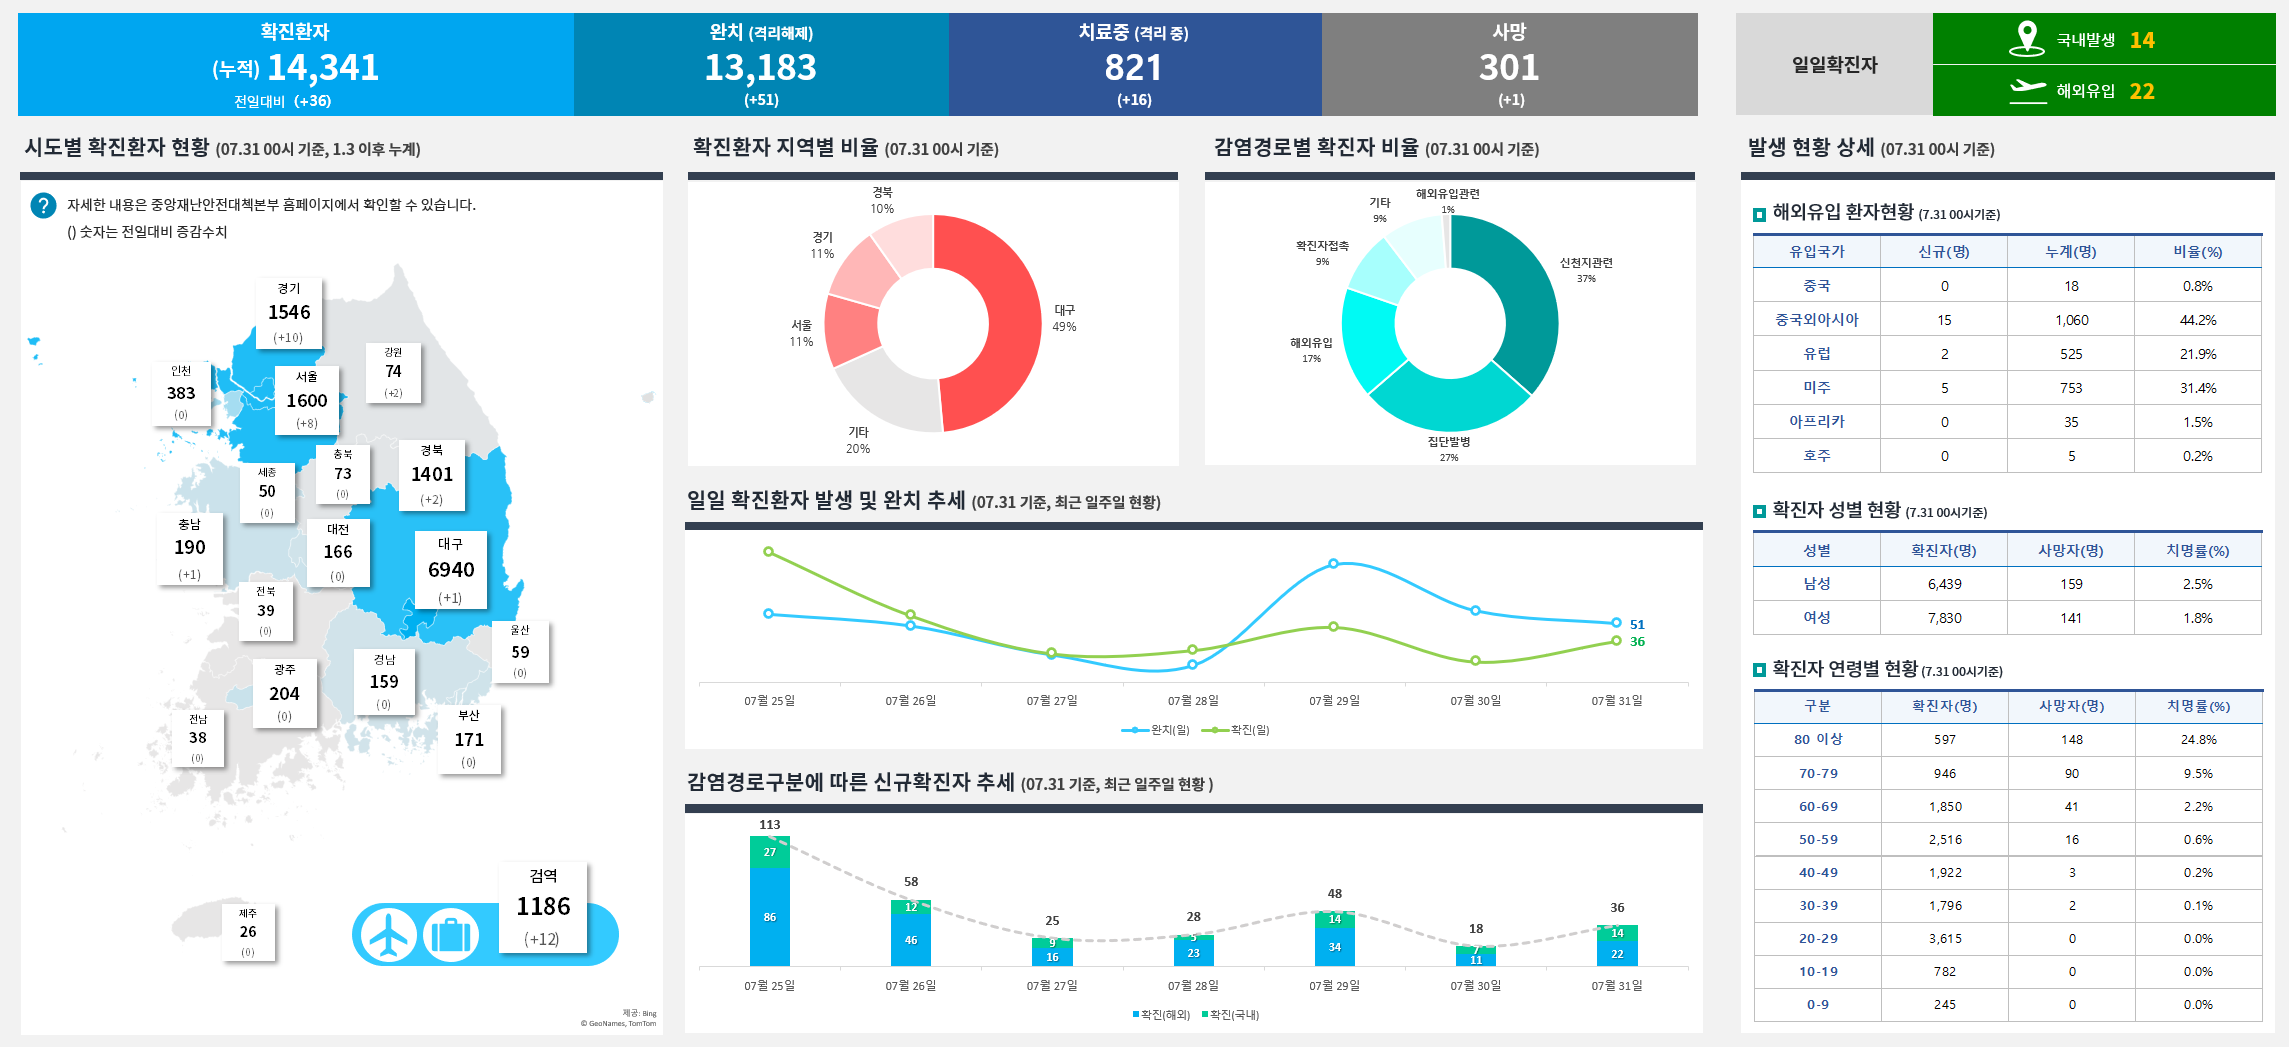 확진환자
(누적) 14,341
전일대비 (+36)
완치 (격리해제)
13,183
(+51)
치료중 (격리 중)
821
(+16)
사망
301
(+1)
일일확진자
국내발생 14
해외유입 22
시도별 확진환자 현황 (07.31 00시 기준, 1.3 이후 누계)
자세한 내용은 중앙재난안전대책본부 홈페이지에서 확인할 수 있습니다.
() 숫자는 전일대비 증감수치
경기
1546
(+10)
강원
74
(+2)
인천
383
(0)
서울
1600
(+8)
충북
73
(0)
경북
1401
(+2)
세종
50
(0)
충남
190
(+1)
대전
166
(0)
대구
6940
(+1)
전북
39
(0)
울산
59
(0)
광주
204
(0)
경남
159
(0)
전남
38
(0)
부산
171
(0)
제주
26
(0)
검역
1186
(+12)
제공: Bing
© GeoNames, TomTom
확진환자 지역별 비율 (07.31 00시 기준)
경북
10%
경기
11%
서울
11%
기타
20%
대구
49%
감염경로별 확진자 비율 (07.31 00시 기준)
해외유입관련
1%
기타
9%
확진자접촉
9%
해외유입
17%
집단발병
27%
신천지관련
37%
일일 확진환자 발생 및 완치 추세 (07.31 기준, 최근 일주일 현황)
51
36
07월 25일 07월 26일 07월 27일 07월 28일 07월 29일 07월 30일 07월 31일
완치(일) 확진(일)
감염경로구분에 따른 신규확진자 추세 (07.31 기준, 최근 일주일 현황 )
113 58 25 28 48 18 36
27 12 9 5 14 7 14
86 46 16 23 34 11 22
07월 25일 07월 26일 07월 27일 07월 28일 07월 29일 07월 30일 07월 31일
확진(해외) 확진(국내)
발생 현황 상세 (07.31 00시 기준)
해외유입 환자현황 (7.31 00시기준)
유입국가 신규(명) 누계(명) 비율(%)
중국 0 18 0.8%
중국외아시아 15 1,060 44.2%
유럽 2 525 21.9%
미주 5 753 31.4%
아프리카 0 35 1.5%
호주 0 5 0.2%
확진자 성별 현황 (7.31 00시기준)
성별 확진자(명) 사망자(명) 치명률(%)
남성 6,439 159 2.5%
여성 7,830 141 1.8%
확진자 연령별 현황 (7.31 00시기준)
구분 확진자(명) 사망자(명) 치명률(%)
80 이상 597 148 24.8%
70-79 946 90 9.5%
60-69 1,850 41 2.2%
50-59 2,516 16 0.6%
40-49 1,922 3 0.2%
30-39 1,796 2 0.1%
20-29 3,615 0 0.0%
10-19 782 0 0.0%
0-9 245 0 0.0%